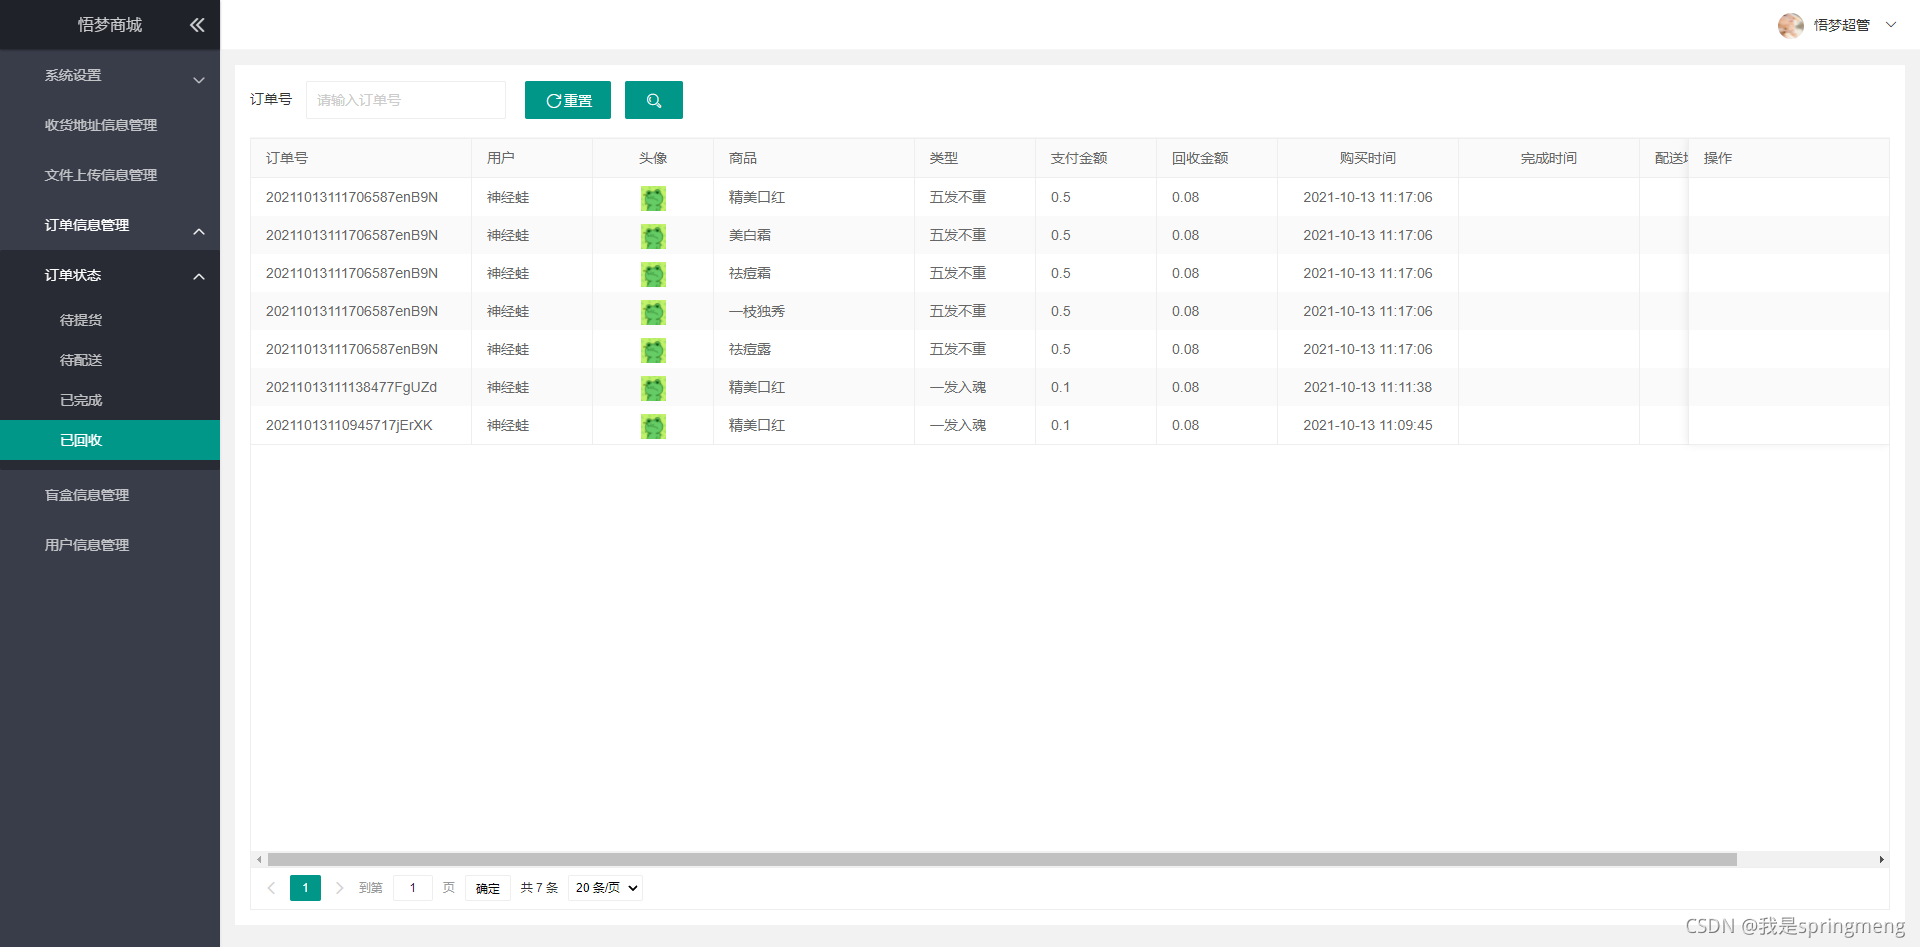 悟梦商城
悟梦超管
系统设置
收货地址信息管理
文件上传信息管理
订单信息管理
订单状态
待提货
待配送
已完成
已回收
盲盒信息管理
用户信息管理
订单号 请输入订单号 重置
订单号 用户 头像 商品 类型 支付金额 回收金额 购买时间 完成时间 配送 操作
20211013111706587enB9N 神经蛙 精美口红 五发不重 0.5 0.08 2021-10-13 11:17:06
20211013111706587enB9N 神经蛙 美白霜 五发不重 0.5 0.08 2021-10-13 11:17:06
20211013111706587enB9N 神经蛙 祛痘霜 五发不重 0.5 0.08 2021-10-13 11:17:06
20211013111706587enB9N 神经蛙 一枝独秀 五发不重 0.5 0.08 2021-10-13 11:17:06
20211013111706587enB9N 神经蛙 祛痘露 五发不重 0.5 0.08 2021-10-13 11:17:06
20211013111138477FgUZd 神经蛙 精美口红 一发入魂 0.1 0.08 2021-10-13 11:11:38
20211013110945717jErXK 神经蛙 精美口红 一发入魂 0.1 0.08 2021-10-13 11:09:45
1 到第 1 页 确定 共 7 条 20 条/页
CSDN @我是springmeng